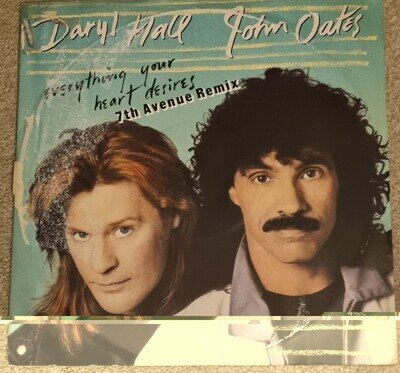 Daryl Hall John Oates
everything your
heart desires
7th Avenue Remix